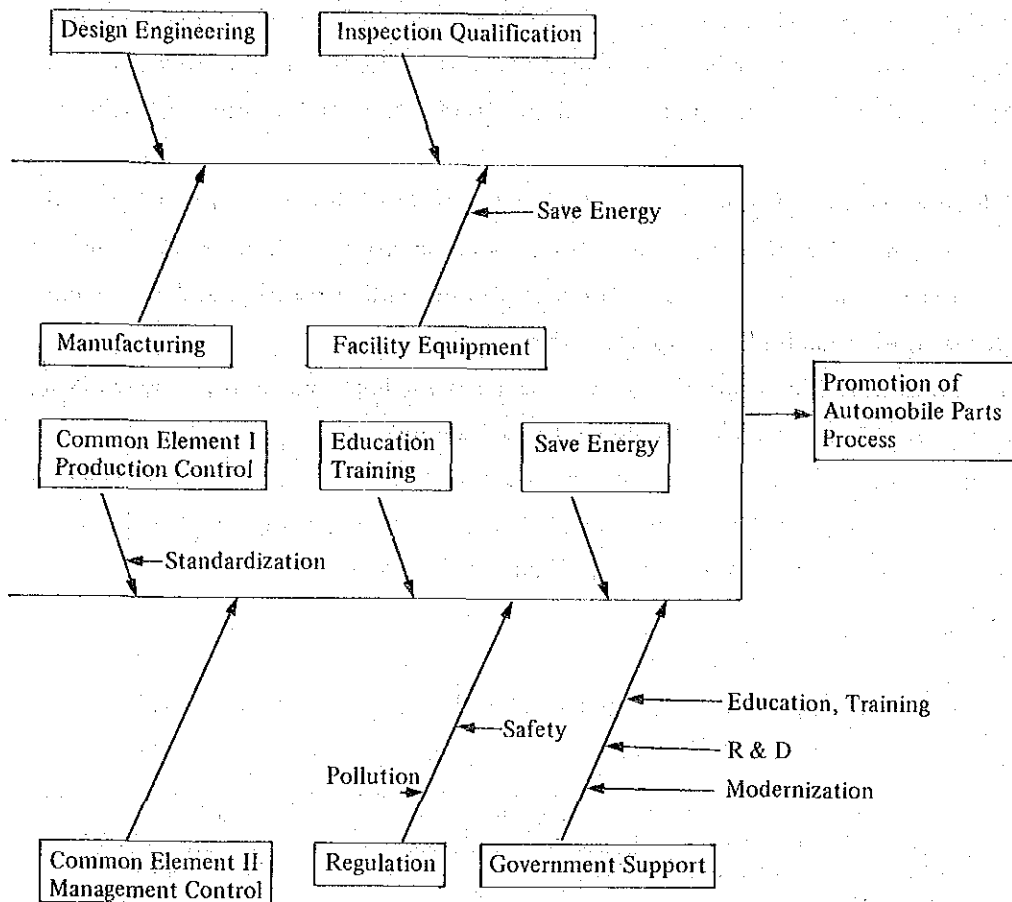 Design Engineering
Inspection Qualification
Save Energy
Manufacturing
Facility Equipment
Promotion of
Automobile Parts
Process
Common Element I
Production Control
Education
Training
Save Energy
Standardization
Education, Training
Safety
R & D
Pollution
Modernization
Common Element II
Management Control
Regulation
Government Support